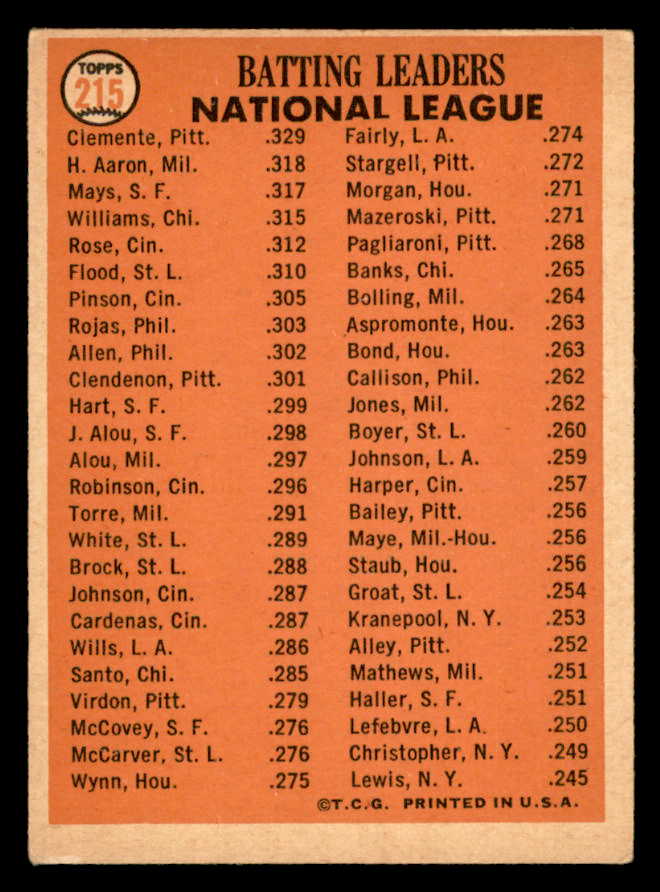 TOPPS
215
BATTING LEADERS
NATIONAL LEAGUE
Clemente, Pitt. .329
H. Aaron, Mil. .318
Mays, S. F. .317
Williams, Chi. .315
Rose, Cin. .312
Flood, St. L. .310
Pinson, Cin. .305
Rojas, Phil. .303
Allen, Phil. .302
Clendenon, Pitt. .301
Hart, S. F. .299
J. Alou, S. F. .298
Alou, Mil. .297
Robinson, Cin. .296
Torre, Mil. .291
White, St. L. .289
Brock, St. L. .288
Johnson, Cin. .287
Cardenas, Cin. .287
Wills, L. A. .286
Santo, Chi. .285
Virdon, Pitt. .279
McCovey, S. F. .276
McCarver, St. L. .276
Wynn, Hou. .275
Fairly, L. A. .274
Stargell, Pitt. .272
Morgan, Hou. .271
Mazeroski, Pitt. .271
Pagliaroni, Pitt. .268
Banks, Chi. .265
Bolling, Mil. .264
Aspromonte, Hou. .263
Bond, Hou. .263
Callison, Phil. .262
Jones, Mil. .262
Boyer, St. L. .260
Johnson, L. A. .259
Harper, Cin. .257
Bailey, Pitt. .256
Maye, Mil.-Hou. .256
Staub, Hou. .256
Groat, St. L. .254
Kranepool, N. Y. .253
Alley, Pitt. .252
Mathews, Mil. .251
Haller, S. F. .251
Lefebvre, L. A. .250
Christopher, N. Y. .249
Lewis, N. Y. .245
©T.C.G. PRINTED IN U.S.A.